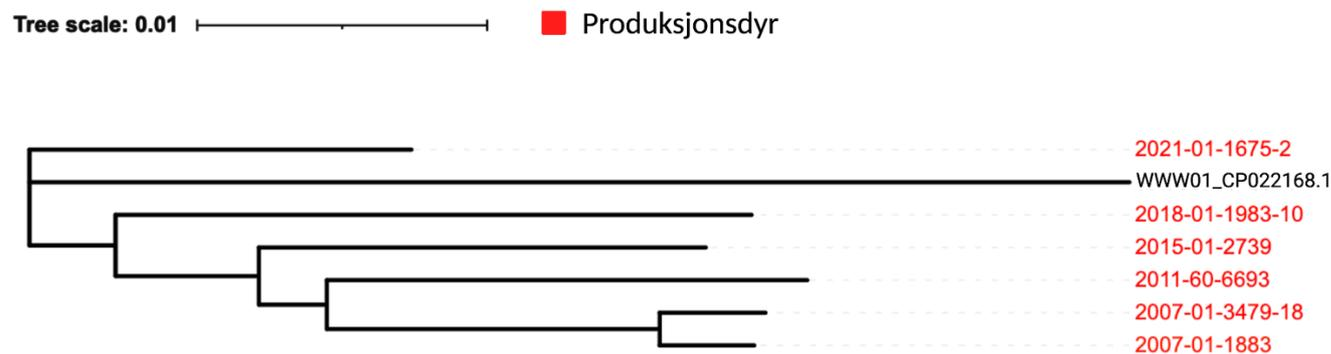 Tree scale: 0.01
Produksjonsdyr
2021-01-1675-2
WWW01_CP022168.1
2018-01-1983-10
2015-01-2739
2011-60-6693
2007-01-3479-18
2007-01-1883